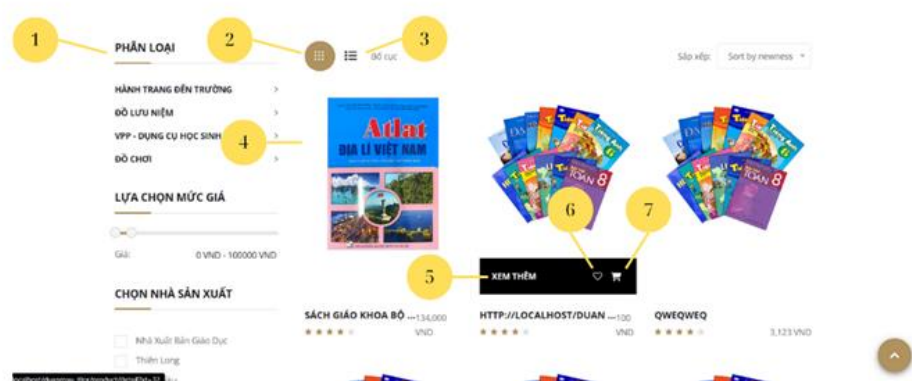 1
2
3
PHÂN LOẠI
Bố cục
Sắp xếp: Sort by newness
HÀNH TRANG ĐẾN TRƯỜNG
ĐỒ LƯU NIỆM
VPP - DỤNG CỤ HỌC SINH
ĐỒ CHƠI
4
Atlat
ĐỊA LÍ VIỆT NAM
LỰA CHỌN MỨC GIÁ
Giá: 0 VND - 100000 VND
6
7
5
XEM THÊM
CHỌN NHÀ SẢN XUẤT
Nhà Xuất Bản Giáo Dục
Thiên Long
SÁCH GIÁO KHOA BỘ ... 134,000
VND
HTTP://LOCALHOST/DUAN ... 100
VND
QWEQWEQ
3,123 VND
TOÁN 8